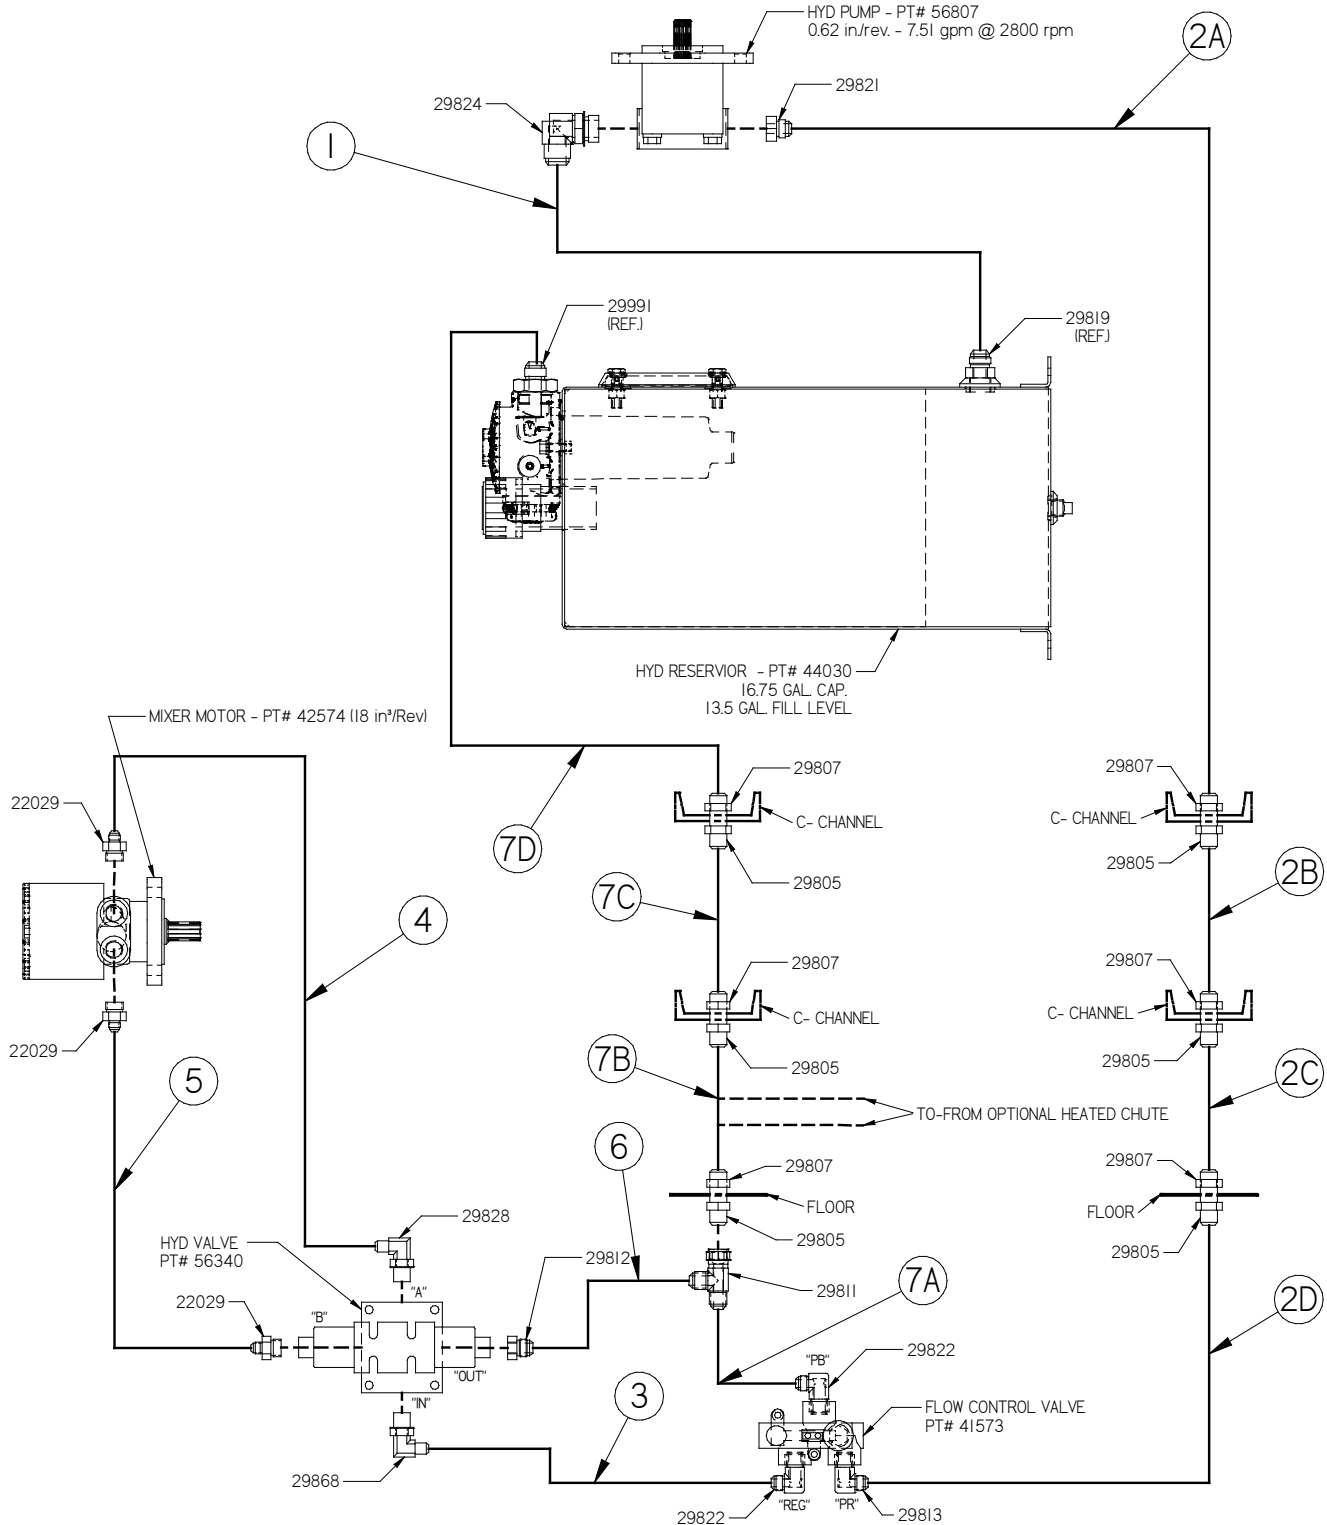 HYD PUMP - PT# 56807
0.62 in/rev. - 7.51 gpm @ 2800 rpm
2A
29821
29824
1
29991
(REF.)
29819
(REF.)
HYD RESERVIOR - PT# 44030
16.75 GAL. CAP.
13.5 GAL. FILL LEVEL
MIXER MOTOR - PT# 42574 (18 in³/Rev)
29807
29807
22029
C- CHANNEL
C- CHANNEL
7D
29805
29805
2B
7C
4
29807
29807
C- CHANNEL
C- CHANNEL
22029
29805
29805
7B
2C
5
TO-FROM OPTIONAL HEATED CHUTE
6
29807
29807
FLOOR
FLOOR
29828
HYD VALVE
PT# 56340
29805
29805
29812
29811
7A
2D
"A"
22029
"B"
"OUT"
"PB"
29822
"IN"
3
FLOW CONTROL VALVE
PT# 41573
29868
"REG"
"PR"
29822
29813